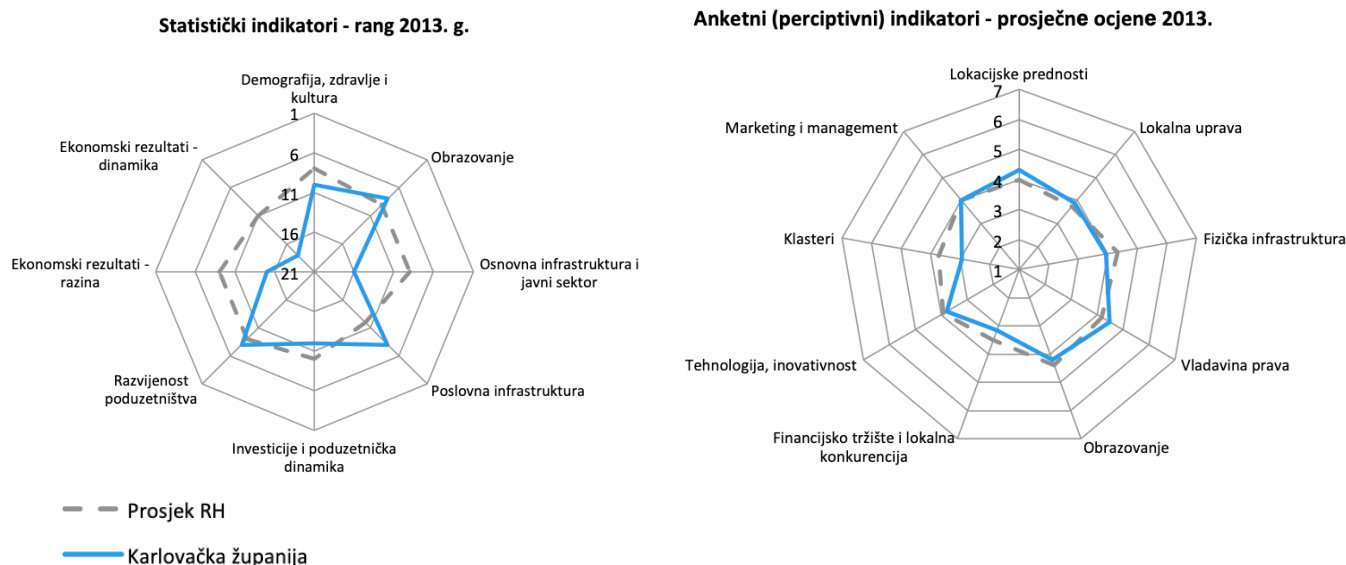 Statistički indikatori - rang 2013. g.
Demografija, zdravlje i
kultura
1
6
11
16
21
Obrazovanje
Osnovna infrastruktura i
javni sektor
Poslovna infrastruktura
Investicije i poduzetnička
dinamika
Razvijenost
poduzetništva
Ekonomski rezultati -
razina
Ekonomski rezultati -
dinamika
Prosjek RH
Karlovačka županija
Anketni (perciptivni) indikatori - prosječne ocjene 2013.
Lokacijske prednosti
7
6
5
4
3
2
1
Lokalna uprava
Fizička infrastruktura
Vladavina prava
Obrazovanje
Financijsko tržište i lokalna
konkurencija
Tehnologija, inovativnost
Klasteri
Marketing i management